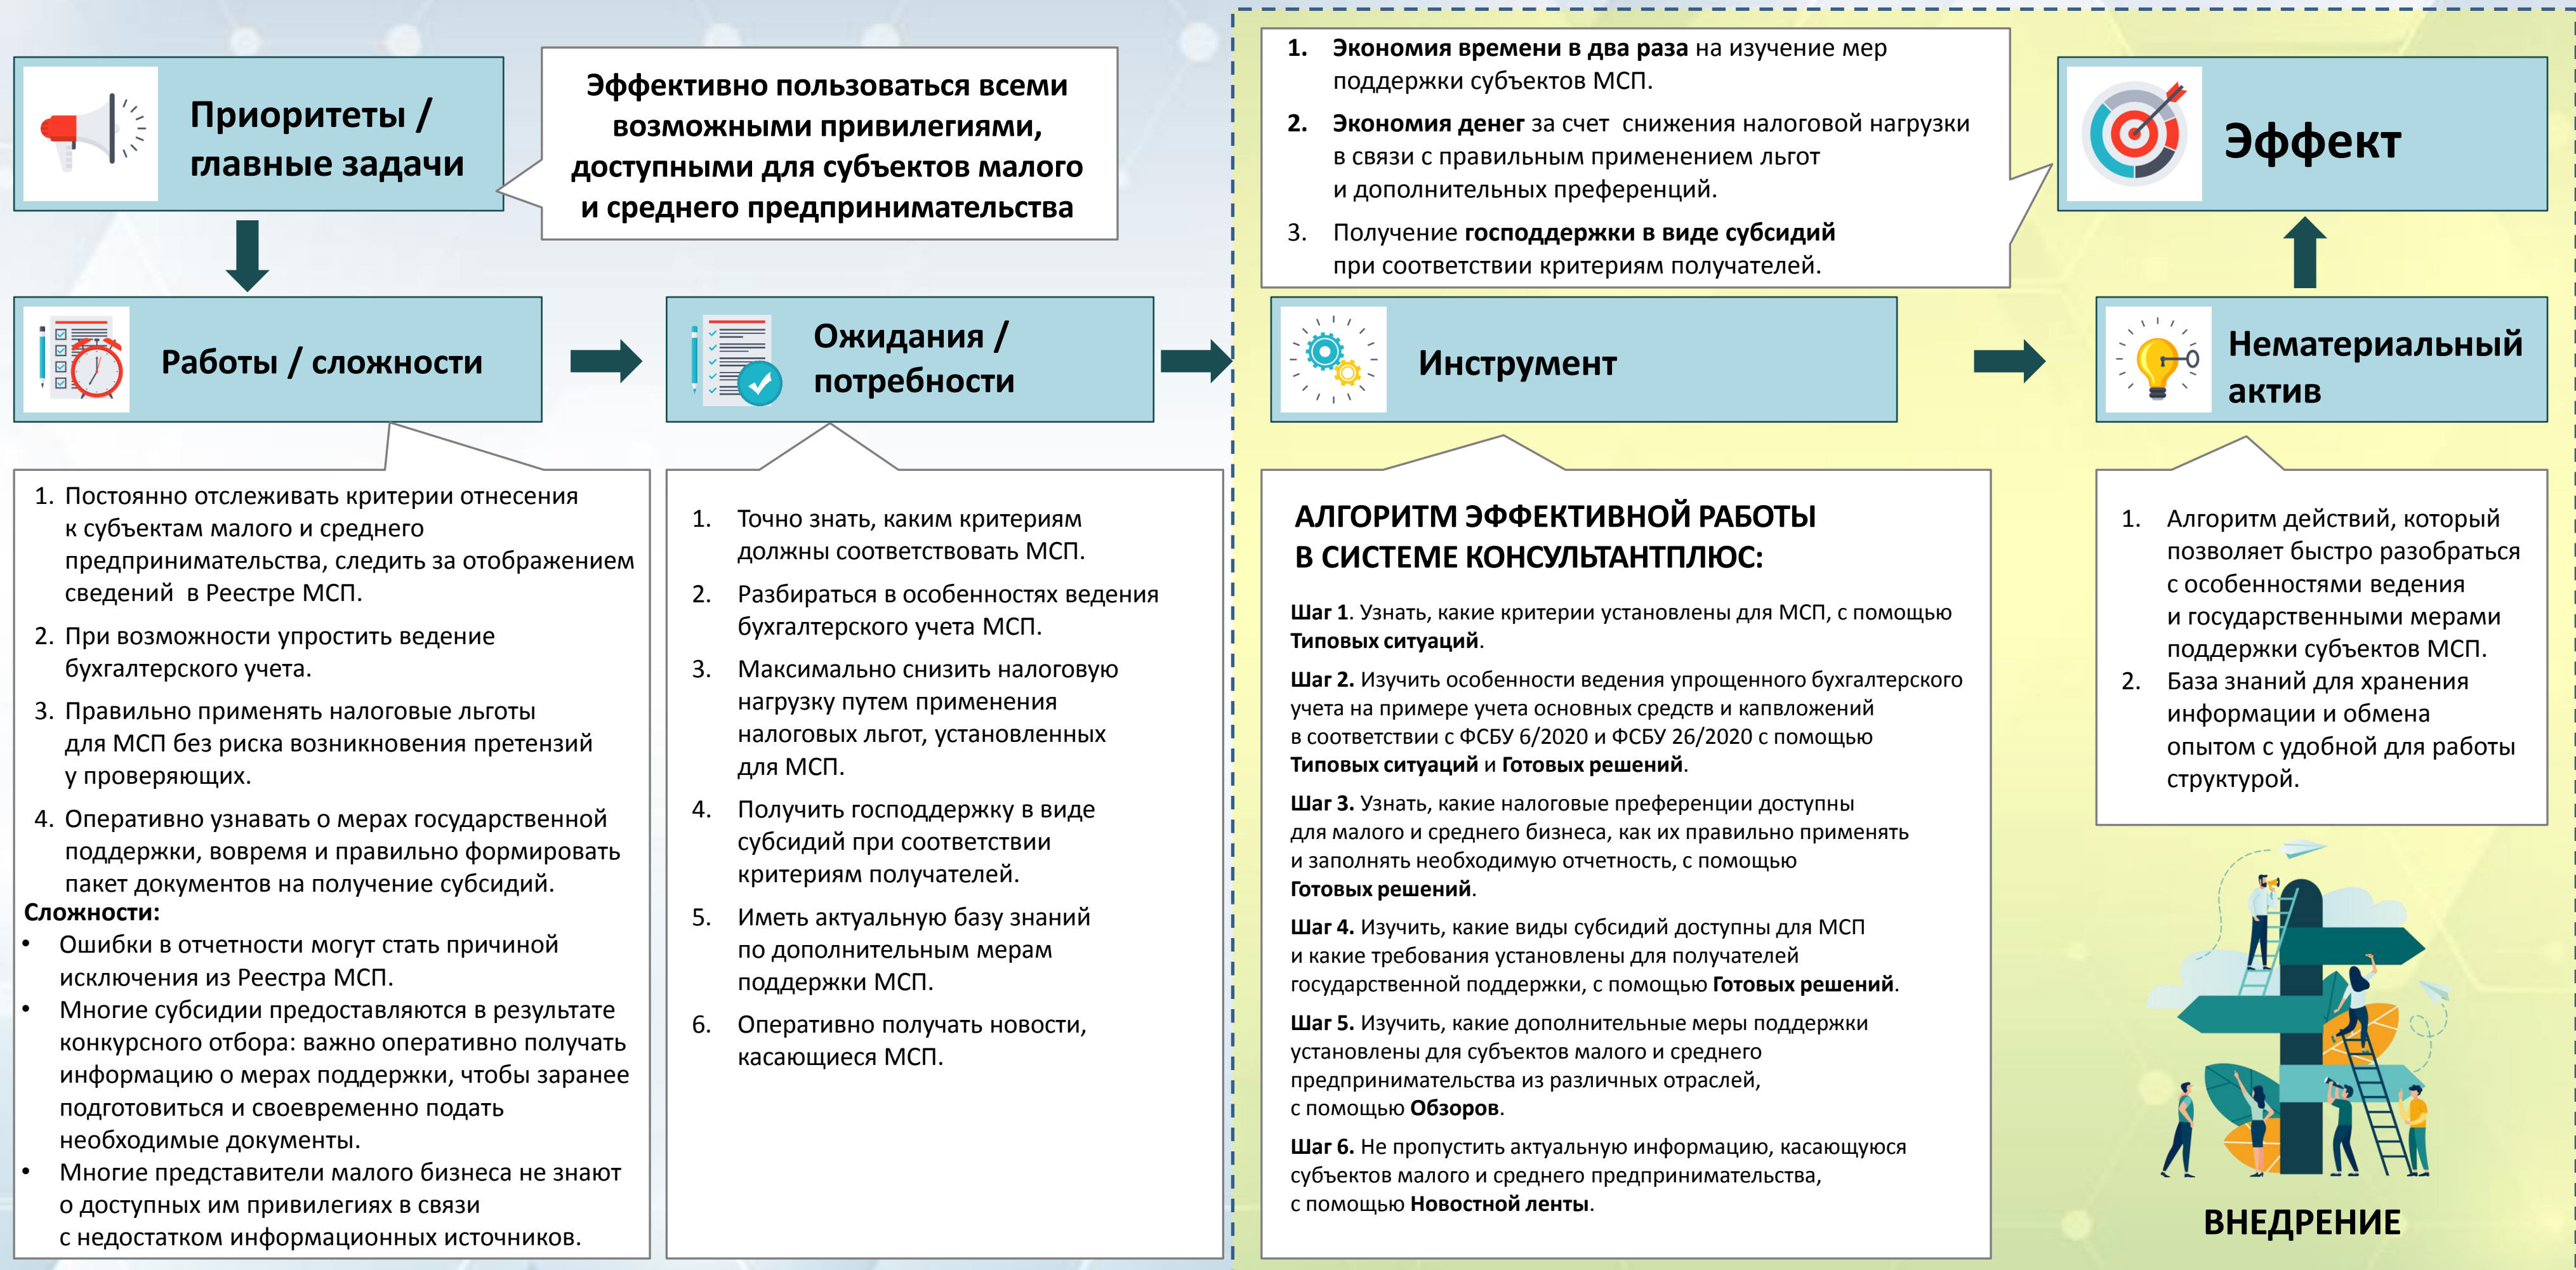 Приоритеты /
главные задачи
Эффективно пользоваться всеми
возможными привилегиями,
доступными для субъектов малого
и среднего предпринимательства
Работы / сложности
1. Постоянно отслеживать критерии отнесения
к субъектам малого и среднего
предпринимательства, следить за отображением
сведений в Реестре МСП.
2. При возможности упростить ведение
бухгалтерского учета.
3. Правильно применять налоговые льготы
для МСП без риска возникновения претензий
у проверяющих.
4. Оперативно узнавать о мерах государственной
поддержки, вовремя и правильно формировать
пакет документов на получение субсидий.
Сложности:
• Ошибки в отчетности могут стать причиной
исключения из Реестра МСП.
• Многие субсидии предоставляются в результате
конкурсного отбора: важно оперативно получать
информацию о мерах поддержки, чтобы заранее
подготовиться и своевременно подать
необходимые документы.
• Многие представители малого бизнеса не знают
о доступных им привилегиях в связи
с недостатком информационных источников.
Ожидания /
потребности
1. Точно знать, каким критериям
должны соответствовать МСП.
2. Разбираться в особенностях ведения
бухгалтерского учета МСП.
3. Максимально снизить налоговую
нагрузку путем применения
налоговых льгот, установленных
для МСП.
4. Получить господдержку в виде
субсидий при соответствии
критериям получателей.
5. Иметь актуальную базу знаний
по дополнительным мерам
поддержки МСП.
6. Оперативно получать новости,
касающиеся МСП.
Инструмент
АЛГОРИТМ ЭФФЕКТИВНОЙ РАБОТЫ
В СИСТЕМЕ КОНСУЛЬТАНТПЛЮС:
Шаг 1. Узнать, какие критерии установлены для МСП, с помощью
Типовых ситуаций.
Шаг 2. Изучить особенности ведения упрощенного бухгалтерского
учета на примере учета основных средств и капвложений
в соответствии с ФСБУ 6/2020 и ФСБУ 26/2020 с помощью
Типовых ситуаций и Готовых решений.
Шаг 3. Узнать, какие налоговые преференции доступны
для малого и среднего бизнеса, как их правильно применять
и заполнять необходимую отчетность, с помощью
Готовых решений.
Шаг 4. Изучить, какие виды субсидий доступны для МСП
и какие требования установлены для получателей
государственной поддержки, с помощью Готовых решений.
Шаг 5. Изучить, какие дополнительные меры поддержки
установлены для субъектов малого и среднего
предпринимательства из различных отраслей,
с помощью Обзоров.
Шаг 6. Не пропустить актуальную информацию, касающуюся
субъектов малого и среднего предпринимательства,
с помощью Новостной ленты.
Нематериальный
актив
1. Алгоритм действий, который
позволяет быстро разобраться
с особенностями ведения
и государственными мерами
поддержки субъектов МСП.
2. База знаний для хранения
информации и обмена
опытом с удобной для работы
структурой.
Эффект
1. Экономия времени в два раза на изучение мер
поддержки субъектов МСП.
2. Экономия денег за счет снижения налоговой нагрузки
в связи с правильным применением льгот
и дополнительных преференций.
3. Получение господдержки в виде субсидий
при соответствии критериям получателей.
ВНЕДРЕНИЕ